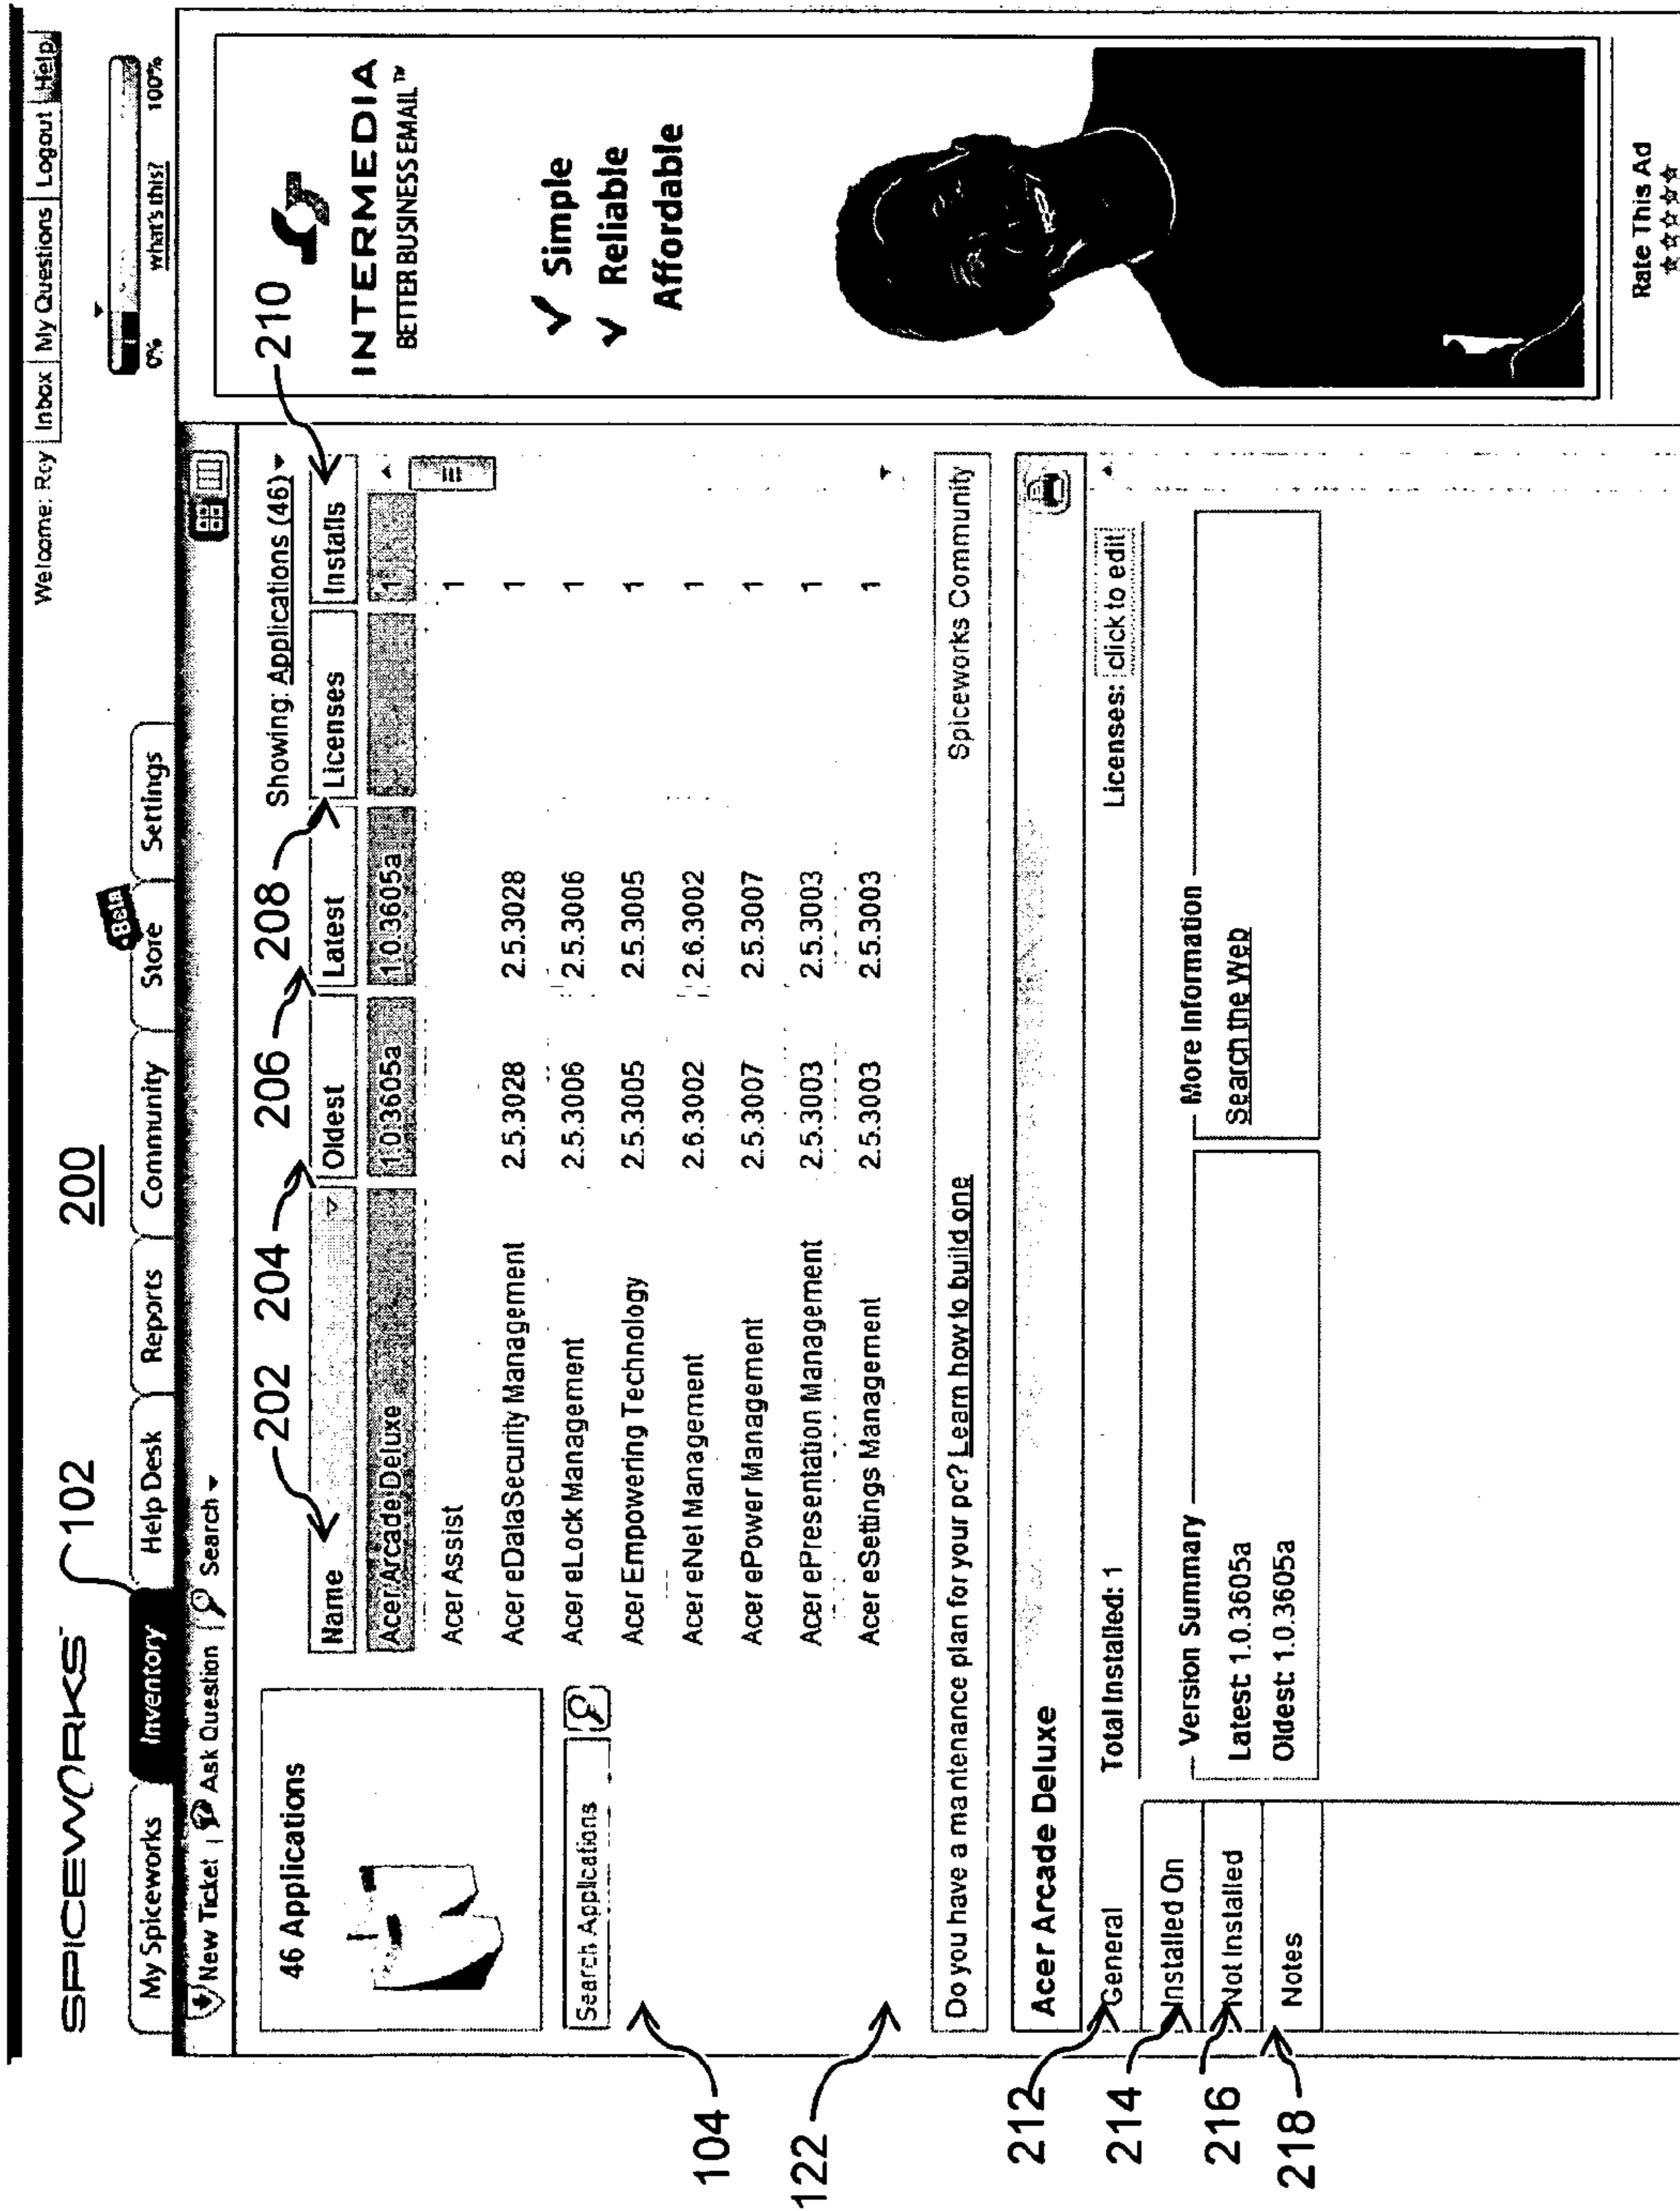 200
SPICEWORKS
102
Welcome: Roy | Inbox | My Questions | Logout | Help
0% what's this? 100%
My Spiceworks Inventory Help Desk Reports Community Store Beta Settings
New Ticket | Ask Question | Search
46 Applications
Search Applications
202 204 206 208 210
Showing: Applications (46)
Name Oldest Latest Licenses Installs
Acer Arcade Deluxe 1.0.3605a 1.0.3605a 1
Acer Assist 1
Acer eDataSecurity Management 2.5.3028 2.5.3028 1
Acer eLock Management 2.5.3006 2.5.3006 1
Acer Empowering Technology 2.5.3005 2.5.3005 1
Acer eNet Management 2.6.3002 2.6.3002 1
Acer ePower Management 2.5.3007 2.5.3007 1
Acer ePresentation Management 2.5.3003 2.5.3003 1
Acer eSettings Management 2.5.3003 2.5.3003 1
104
122
Do you have a maintenance plan for your pc? Learn how to build one Spiceworks Community
Acer Arcade Deluxe
212 General
214 Installed On
216 Not Installed
218 Notes
Total Installed: 1 Licenses: click to edit
Version Summary
Latest: 1.0.3605a
Oldest: 1.0.3605a
More Information
Search the Web
INTERMEDIA
BETTER BUSINESS EMAIL™
Simple
Reliable
Affordable
Rate This Ad